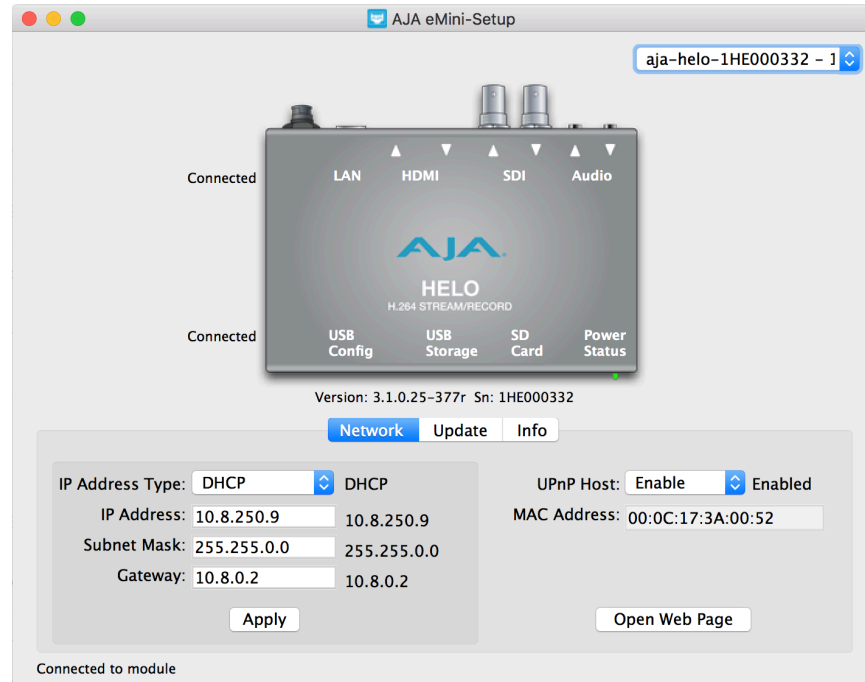 AJA eMini-Setup
aja-helo-1HE000332 – 1
Connected
LAN HDMI SDI Audio
AJA
HELO
H.264 STREAM/RECORD
Connected
USB Config
USB Storage
SD Card
Power Status
Version: 3.1.0.25-377r Sn: 1HE000332
Network Update Info
IP Address Type: DHCP DHCP
IP Address: 10.8.250.9 10.8.250.9
Subnet Mask: 255.255.0.0 255.255.0.0
Gateway: 10.8.0.2 10.8.0.2
Apply
UPnP Host: Enable Enabled
MAC Address: 00:0C:17:3A:00:52
Open Web Page
Connected to module